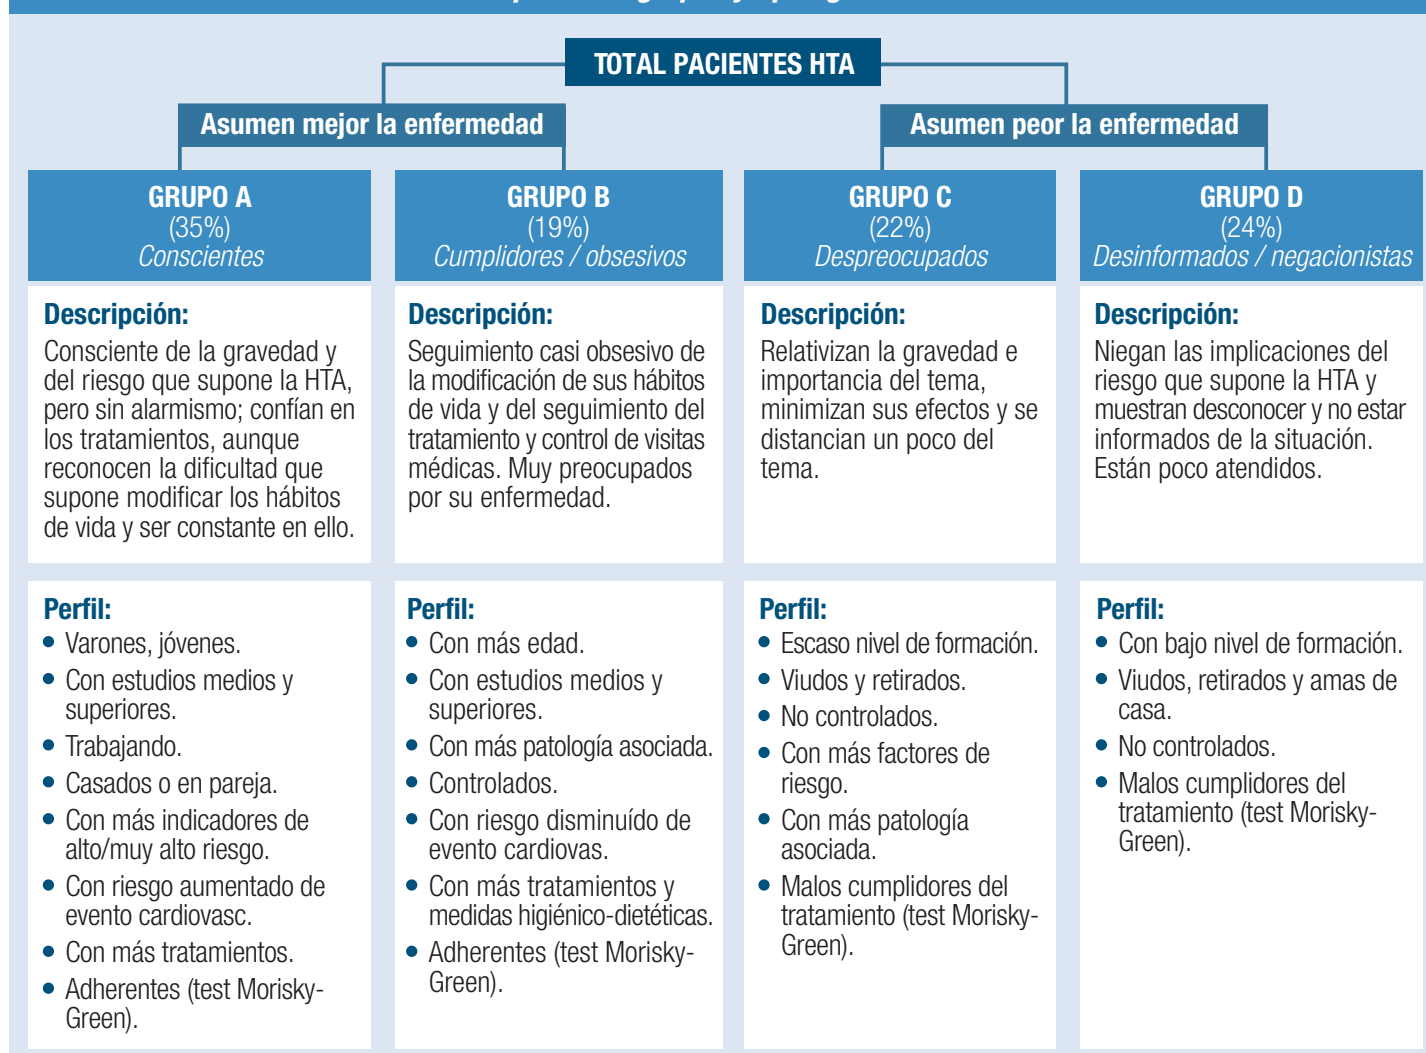 TOTAL PACIENTES HTA
Asumen mejor la enfermedad
Asumen peor la enfermedad
GRUPO A
(35%)
Conscientes
GRUPO B
(19%)
Cumplidores / obsesivos
GRUPO C
(22%)
Despreocupados
GRUPO D
(24%)
Desinformados / negacionistas
Descripción:
Consciente de la gravedad y
del riesgo que supone la HTA,
pero sin alarmismo; confían en
los tratamientos, aunque
reconocen la dificultad que
supone modificar los hábitos
de vida y ser constante en ello.
Descripción:
Seguimiento casi obsesivo de
la modificación de sus hábitos
de vida y del seguimiento del
tratamiento y control de visitas
médicas. Muy preocupados
por su enfermedad.
Descripción:
Relativizan la gravedad e
importancia del tema,
minimizan sus efectos y se
distancian un poco del
tema.
Descripción:
Niegan las implicaciones del
riesgo que supone la HTA y
muestran desconocer y no estar
informados de la situación.
Están poco atendidos.
Perfil:
• Varones, jóvenes.
• Con estudios medios y
superiores.
• Trabajando.
• Casados o en pareja.
• Con más indicadores de
alto/muy alto riesgo.
• Con riesgo aumentado de
evento cardiovasc.
• Con más tratamientos.
• Adherentes (test Morisky-
Green).
Perfil:
• Con más edad.
• Con estudios medios y
superiores.
• Con más patología asociada.
• Controlados.
• Con riesgo disminuído de
evento cardiovas.
• Con más tratamientos y
medidas higiénico-dietéticas.
• Adherentes (test Morisky-
Green).
Perfil:
• Escaso nivel de formación.
• Viudos y retirados.
• No controlados.
• Con más factores de
riesgo.
• Con más patología
asociada.
• Malos cumplidores del
tratamiento (test Morisky-
Green).
Perfil:
• Con bajo nivel de formación.
• Viudos, retirados y amas de
casa.
• No controlados.
• Malos cumplidores del
tratamiento (test Morisky-
Green).